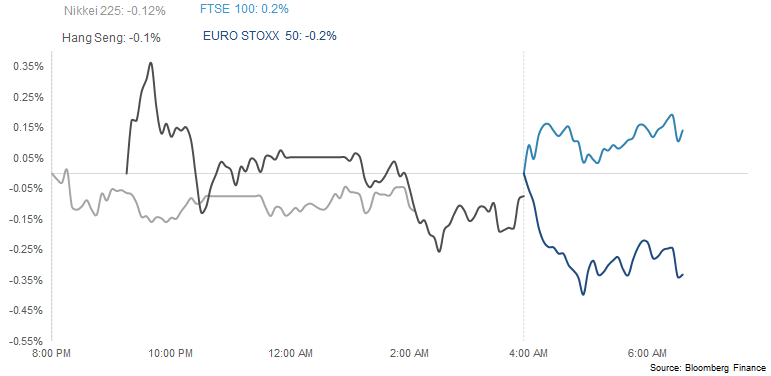 Nikkei 225: -0.12%
FTSE 100: 0.2%
Hang Seng: -0.1%
EURO STOXX 50: -0.2%
0.35%
0.25%
0.15%
0.05%
-0.05%
-0.15%
-0.25%
-0.35%
-0.45%
-0.55%
8:00 PM
10:00 PM
12:00 AM
2:00 AM
4:00 AM
6:00 AM
Source: Bloomberg Finance